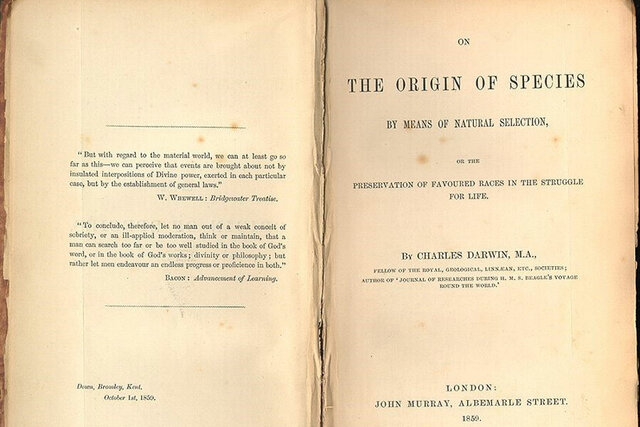 "But with regard to the material world, we can at least go so
far as this—we can perceive that events are brought about not by
insulated interpositions of Divine power, exerted in each particular
case, but by the establishment of general laws."
W. WHEWELL: Bridgewater Treatise.
"To conclude, therefore, let no man out of a weak conceit of
sobriety, or an ill-applied moderation, think or maintain, that a
man can search too far or be too well studied in the book of God's
word, or in the book of God's works; divinity or philosophy; but
rather let men endeavour an endless progress or proficience in both."
BACON: Advancement of Learning.
Down, Bromley, Kent.
October 1st, 1859.
ON
THE ORIGIN OF SPECIES
BY MEANS OF NATURAL SELECTION,
OR THE
PRESERVATION OF FAVOURED RACES IN THE STRUGGLE
FOR LIFE.
BY CHARLES DARWIN, M.A.,
FELLOW OF THE ROYAL, GEOLOGICAL, LINNÆAN, ETC., SOCIETIES;
AUTHOR OF 'JOURNAL OF RESEARCHES DURING H. M. S. BEAGLE'S VOYAGE
ROUND THE WORLD.'
LONDON:
JOHN MURRAY, ALBEMARLE STREET.
1859.